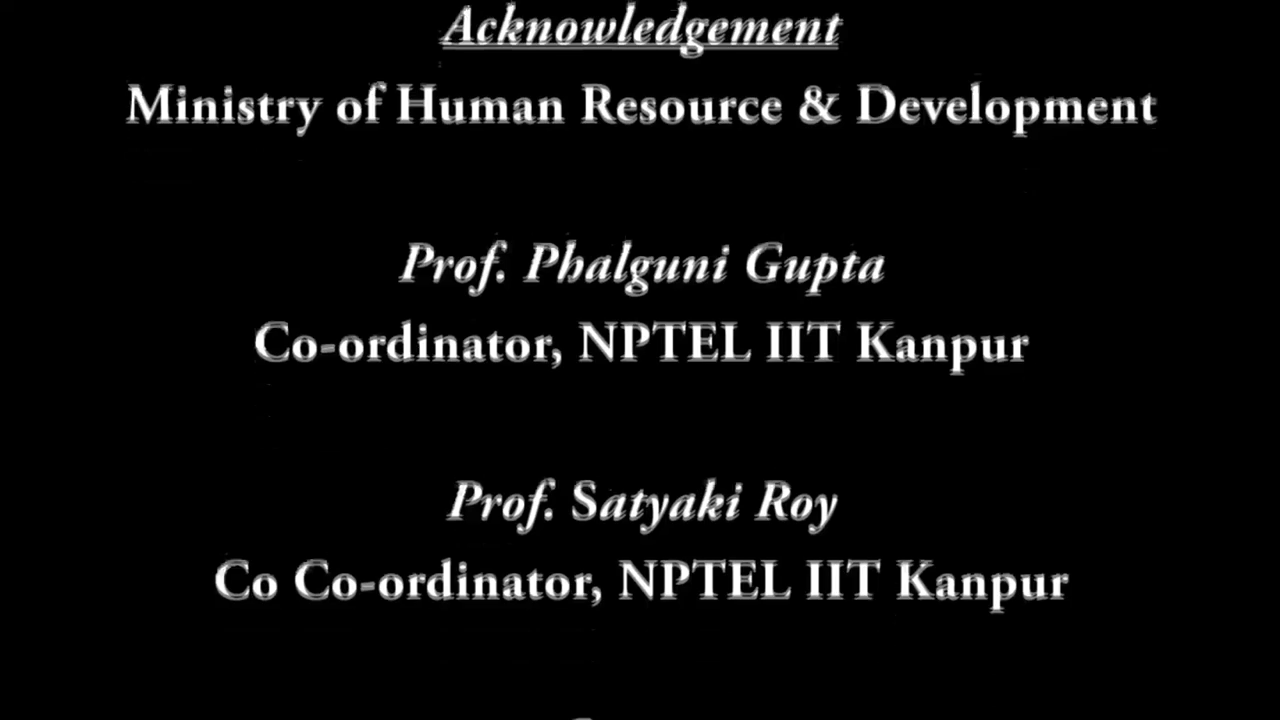 Acknowledgement
Ministry of Human Resource & Development
Prof. Phalguni Gupta
Co-ordinator, NPTEL IIT Kanpur
Prof. Satyaki Roy
Co Co-ordinator, NPTEL IIT Kanpur